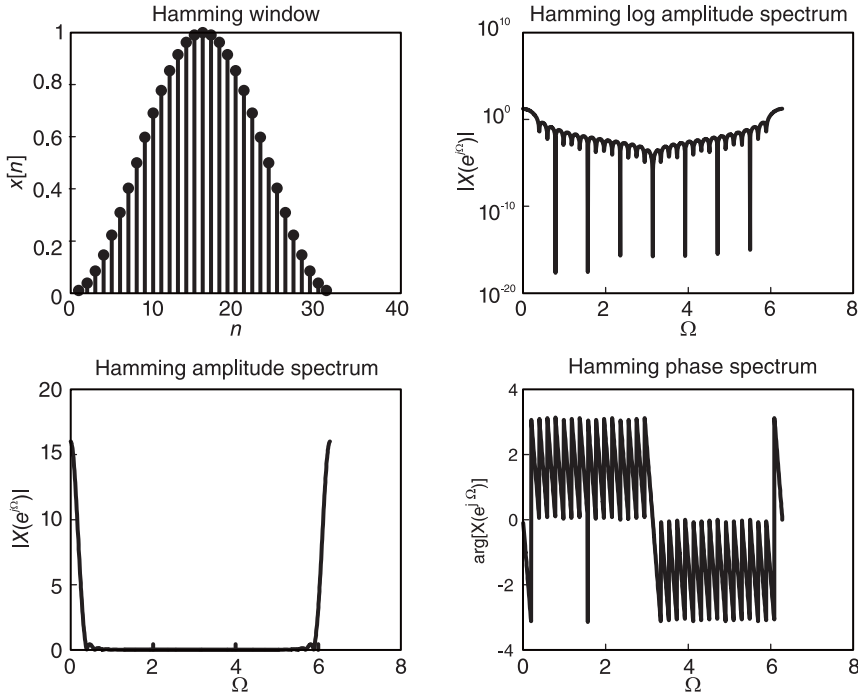 Hamming window
1
0.8
0.6
0.4
0.2
0
x[n]
0 10 20 30 40
n
Hamming log amplitude spectrum
10^10
10^0
10^-10
10^-20
|X(e^jΩ)|
0 2 4 6 8
Ω
Hamming amplitude spectrum
20
15
10
5
0
|X(e^jΩ)|
0 2 4 6 8
Ω
Hamming phase spectrum
4
2
0
-2
-4
arg[X(e^j Ω)]
0 2 4 6 8
Ω